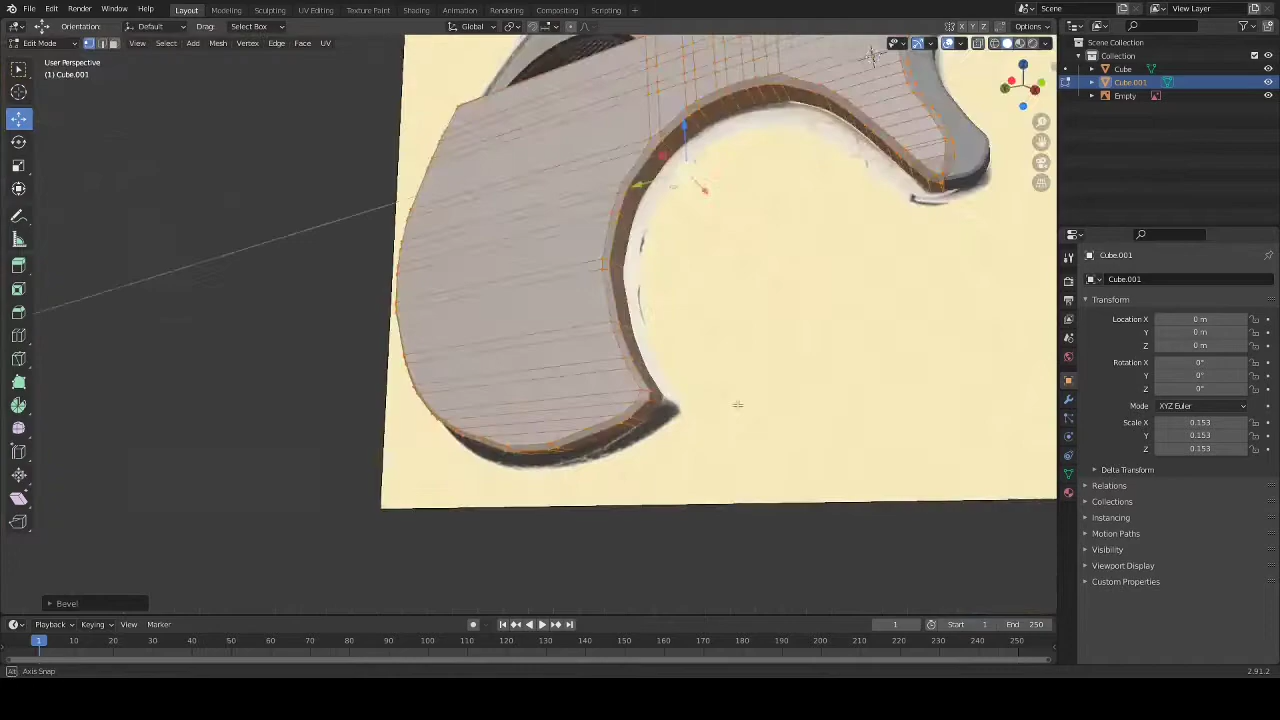 File Edit Render Window Help Layout Modeling Sculpting UV Editing Texture Paint Shading Animation Rendering Compositing Scripting + Scene View Layer
Orientation: Default Drag: Select Box Global Options
Edit Mode View Select Add Mesh Vertex Edge Face UV
User Perspective
(1) Cube.001
Scene Collection
Collection
Cube
Cube.001
Empty
Cube.001
Cube.001
Transform
Location X 0 m
Y 0 m
Z 0 m
Rotation X 0°
Y 0°
Z 0°
Mode XYZ Euler
Scale X 0.153
Y 0.153
Z 0.153
Delta Transform
Relations
Collections
Instancing
Motion Paths
Visibility
Viewport Display
Custom Properties
Bevel
Playback Keying View Marker 1 Start 1 End 250
1 10 20 30 40 50 60 70 80 90 100 110 120 130 140 150 160 170 180 190 200 210 220 230 240 250
Alt Axis Snap 2.91.2